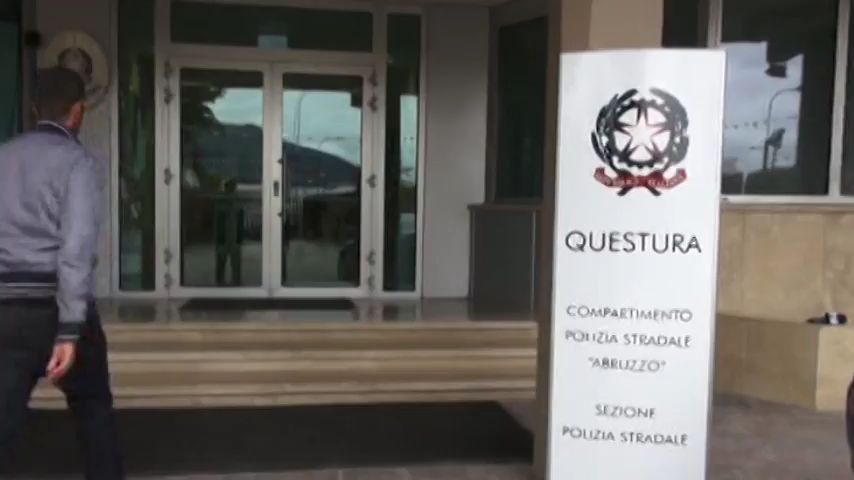 QUESTURA
COMPARTIMENTO
POLIZIA STRADALE
"ABRUZZO"
SEZIONE
POLIZIA STRADALE